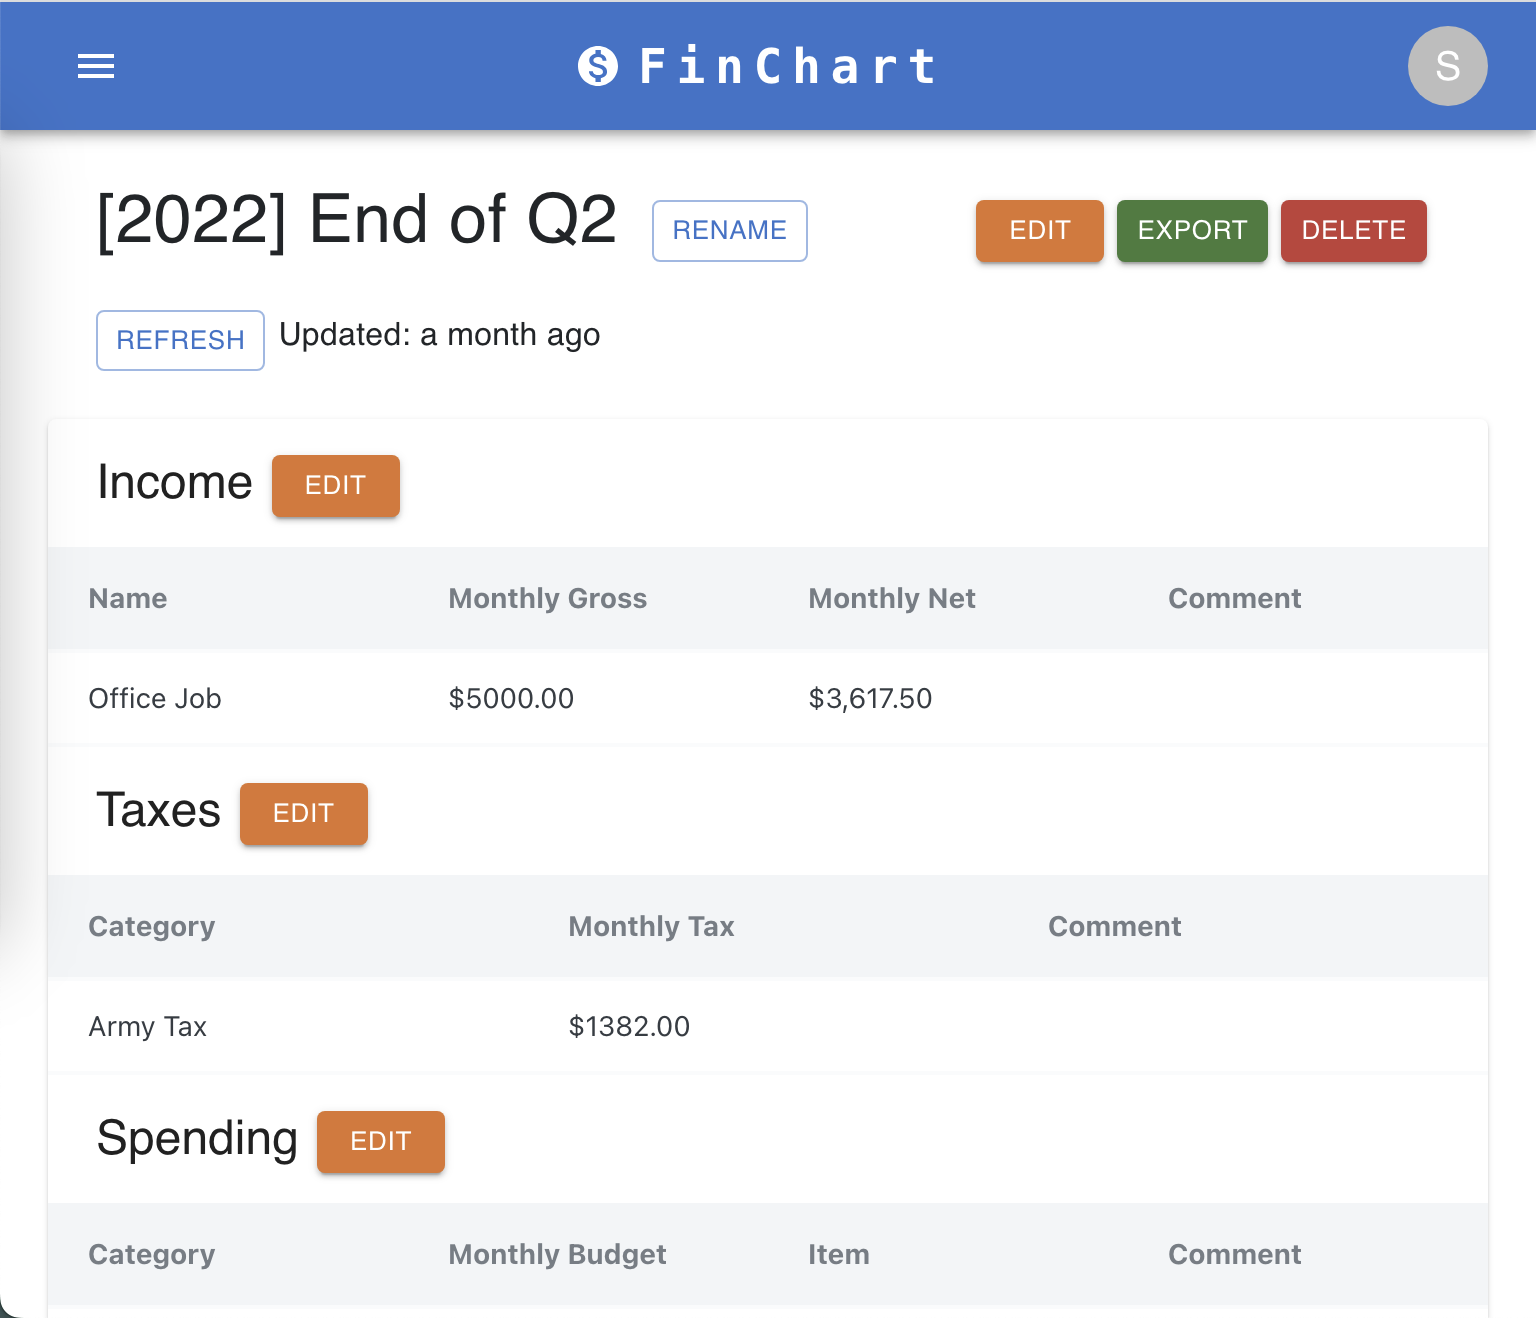 FinChart S
[2022] End of Q2 RENAME EDIT EXPORT DELETE
REFRESH Updated: a month ago
Income EDIT
Name Monthly Gross Monthly Net Comment
Office Job $5000.00 $3,617.50
Taxes EDIT
Category Monthly Tax Comment
Army Tax $1382.00
Spending EDIT
Category Monthly Budget Item Comment